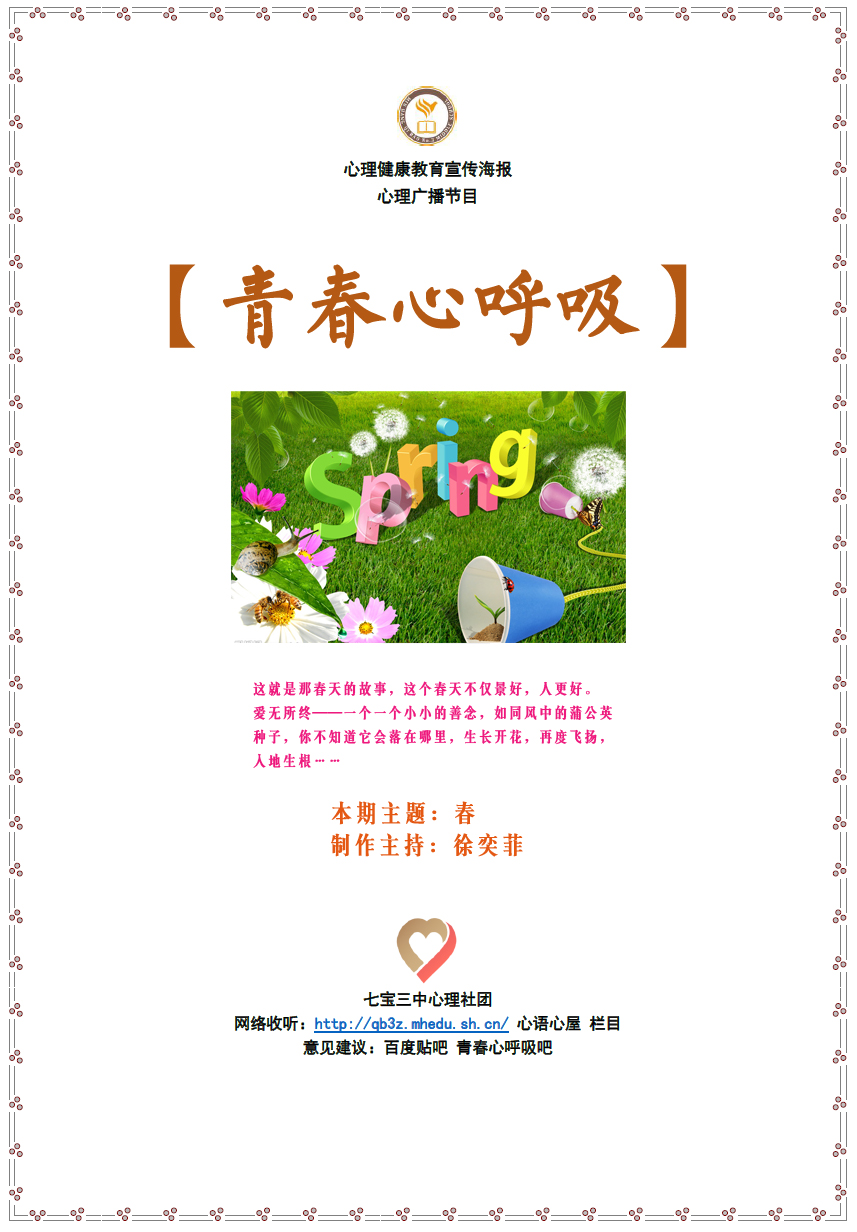 心理健康教育宣传海报
心理广播节目
【青春心呼吸】
Spring
这就是那春天的故事，这个春天不仅景好，人更好。
爱无所终——一个一个小小的善念，如同风中的蒲公英
种子，你不知道它会落在哪里，生长开花，再度飞扬，
入地生根……
本期主题：春
制作主持：徐奕菲
七宝三中心理社团
网络收听：http://qb3z.mhedu.sh.cn/ 心语心屋 栏目
意见建议：百度贴吧 青春心呼吸吧